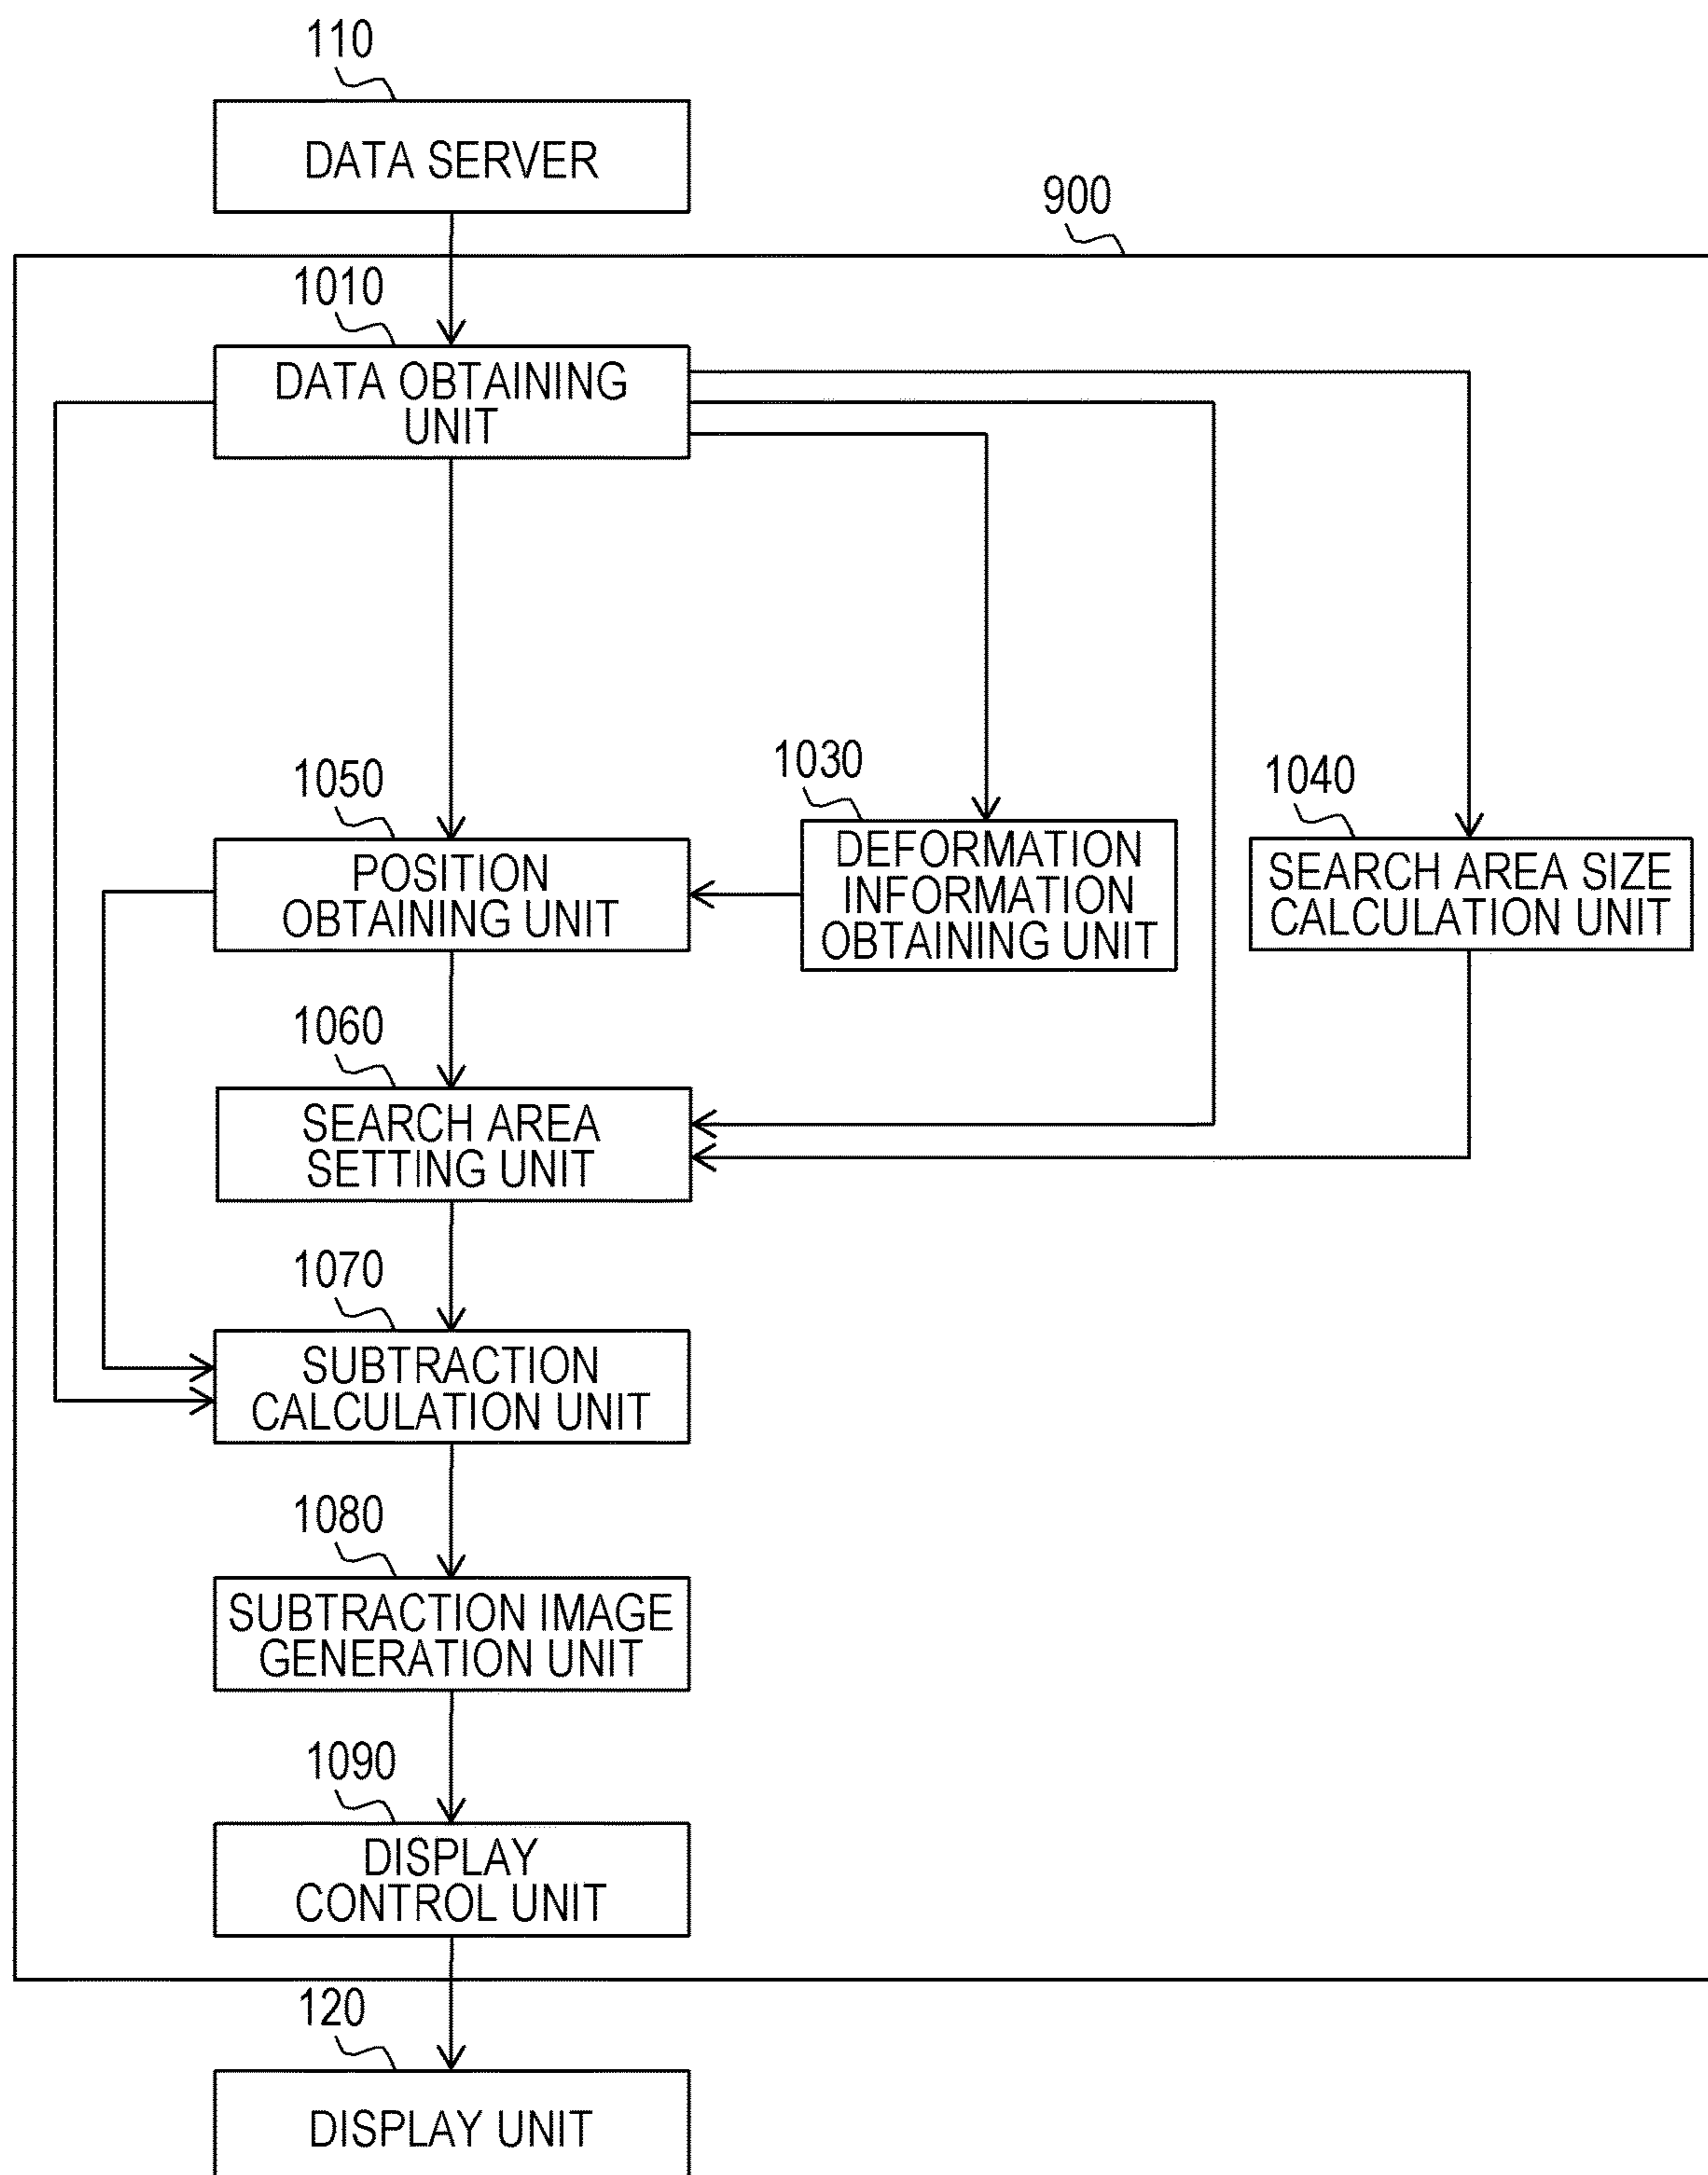 110
DATA SERVER
900
1010
DATA OBTAINING
UNIT
1050
POSITION
OBTAINING UNIT
1030
DEFORMATION
INFORMATION
OBTAINING UNIT
1040
SEARCH AREA SIZE
CALCULATION UNIT
1060
SEARCH AREA
SETTING UNIT
1070
SUBTRACTION
CALCULATION UNIT
1080
SUBTRACTION IMAGE
GENERATION UNIT
1090
DISPLAY
CONTROL UNIT
120
DISPLAY UNIT